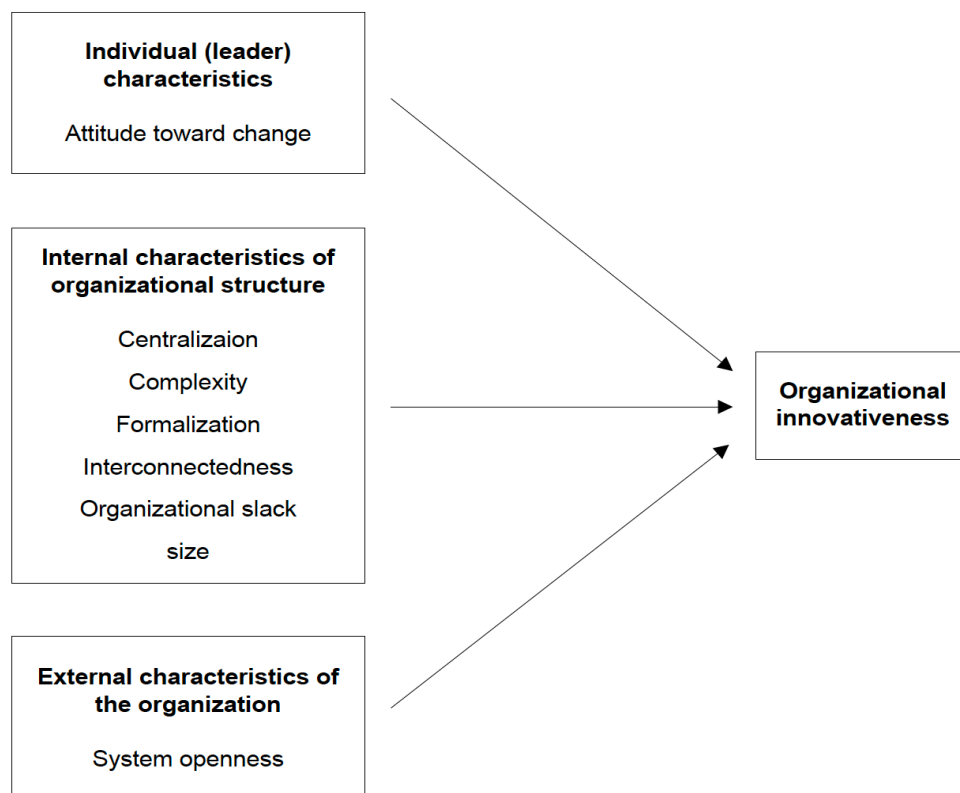 Individual (leader)
characteristics
Attitude toward change
Internal characteristics of
organizational structure
Centralizaion
Complexity
Formalization
Interconnectedness
Organizational slack
size
External characteristics of
the organization
System openness
Organizational
innovativeness